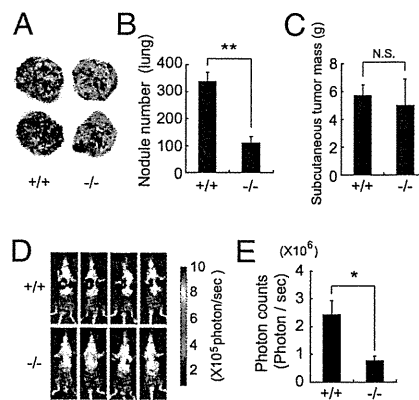 A
+/+
-/-
B
Nodule number (lung)
400
300
200
100
0
**
+/+
-/-
C
Subcutaneous tumor mass (g)
8
6
4
2
0
N.S.
+/+
-/-
D
+/+
-/-
10
8
6
4
2
(X10⁵photon/sec)
E
(X10⁶)
Photon counts
(Photon / sec)
4
3
2
1
0
*
+/+
-/-